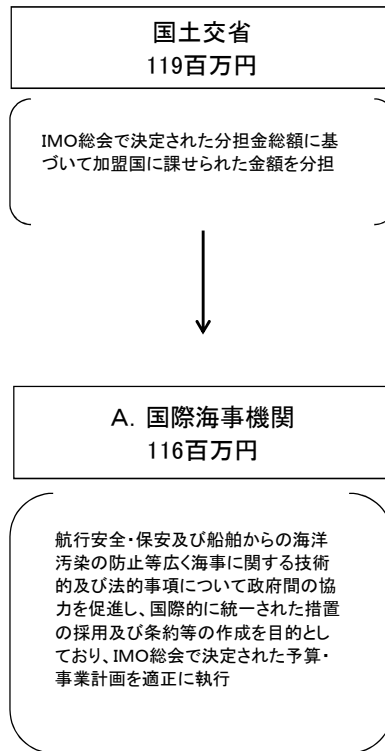 国土交省
119百万円
IMO総会で決定された分担金総額に基
づいて加盟国に課せられた金額を分担
A．国際海事機関
116百万円
航行安全・保安及び船舶からの海洋
汚染の防止等広く海事に関する技術
的及び法的事項について政府間の協
力を促進し、国際的に統一された措置
の採用及び条約等の作成を目的とし
ており、IMO総会で決定された予算・
事業計画を適正に執行